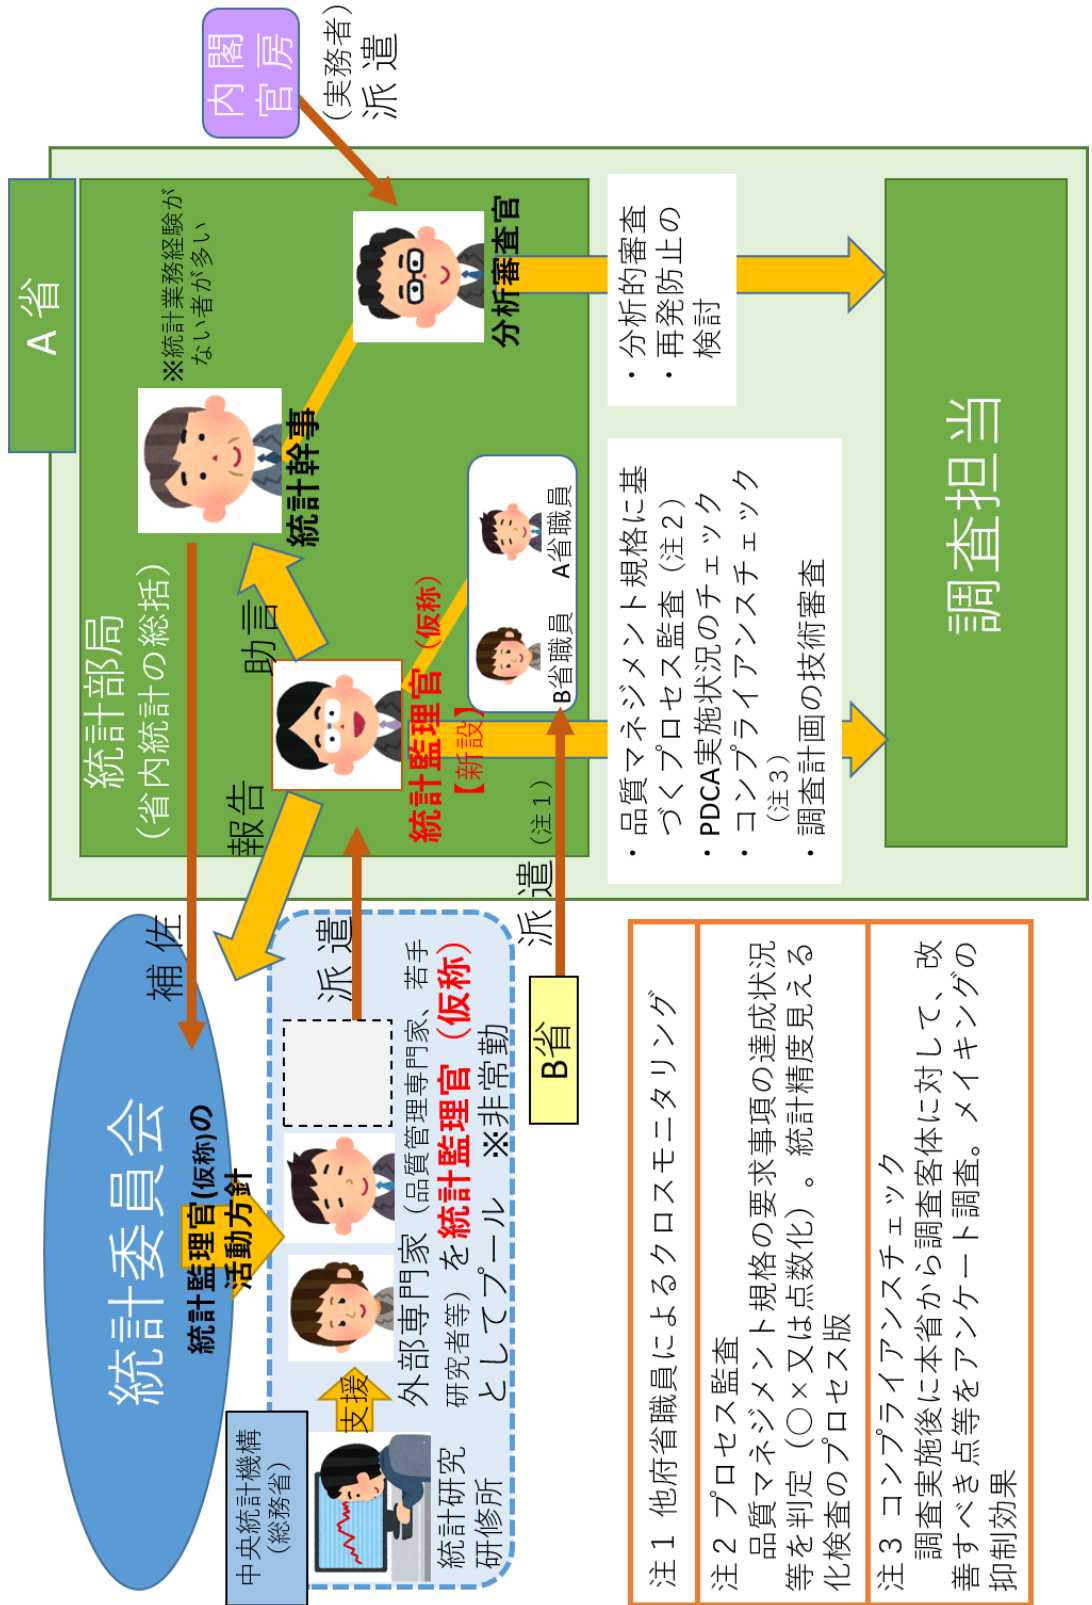 統計委員会
統計監理官(仮称)の
活動方針
補佐
報告
助言
中央統計機構
（総務省）
統計研究
研修所
支援
外部専門家（品質管理専門家、若手
研究者等）を統計監理官（仮称）
としてプール　※非常勤
派遣
B省
派遣（注１）
A省
統計部局
（省内統計の総括）
※統計業務経験が
ない者が多い
統計幹事
統計監理官（仮称）
【新設】
B省職員
A省職員
分析審査官
内閣
官房
（実務者）
派遣
・品質マネジメント規格に基
づくプロセス監査（注２）
・PDCA実施状況のチェック
・コンプライアンスチェック
（注３）
・調査計画の技術審査
・分析的審査
・再発防止の
検討
調査担当
注１ 他府省職員によるクロスモニタリング
注２ プロセス監査
品質マネジメント規格の要求事項の達成状況
等を判定（○×又は点数化）。統計精度見える
化検査のプロセス版
注３ コンプライアンスチェック
調査実施後に本省から調査客体に対して、改
善すべき点等をアンケート調査。メイキングの
抑制効果